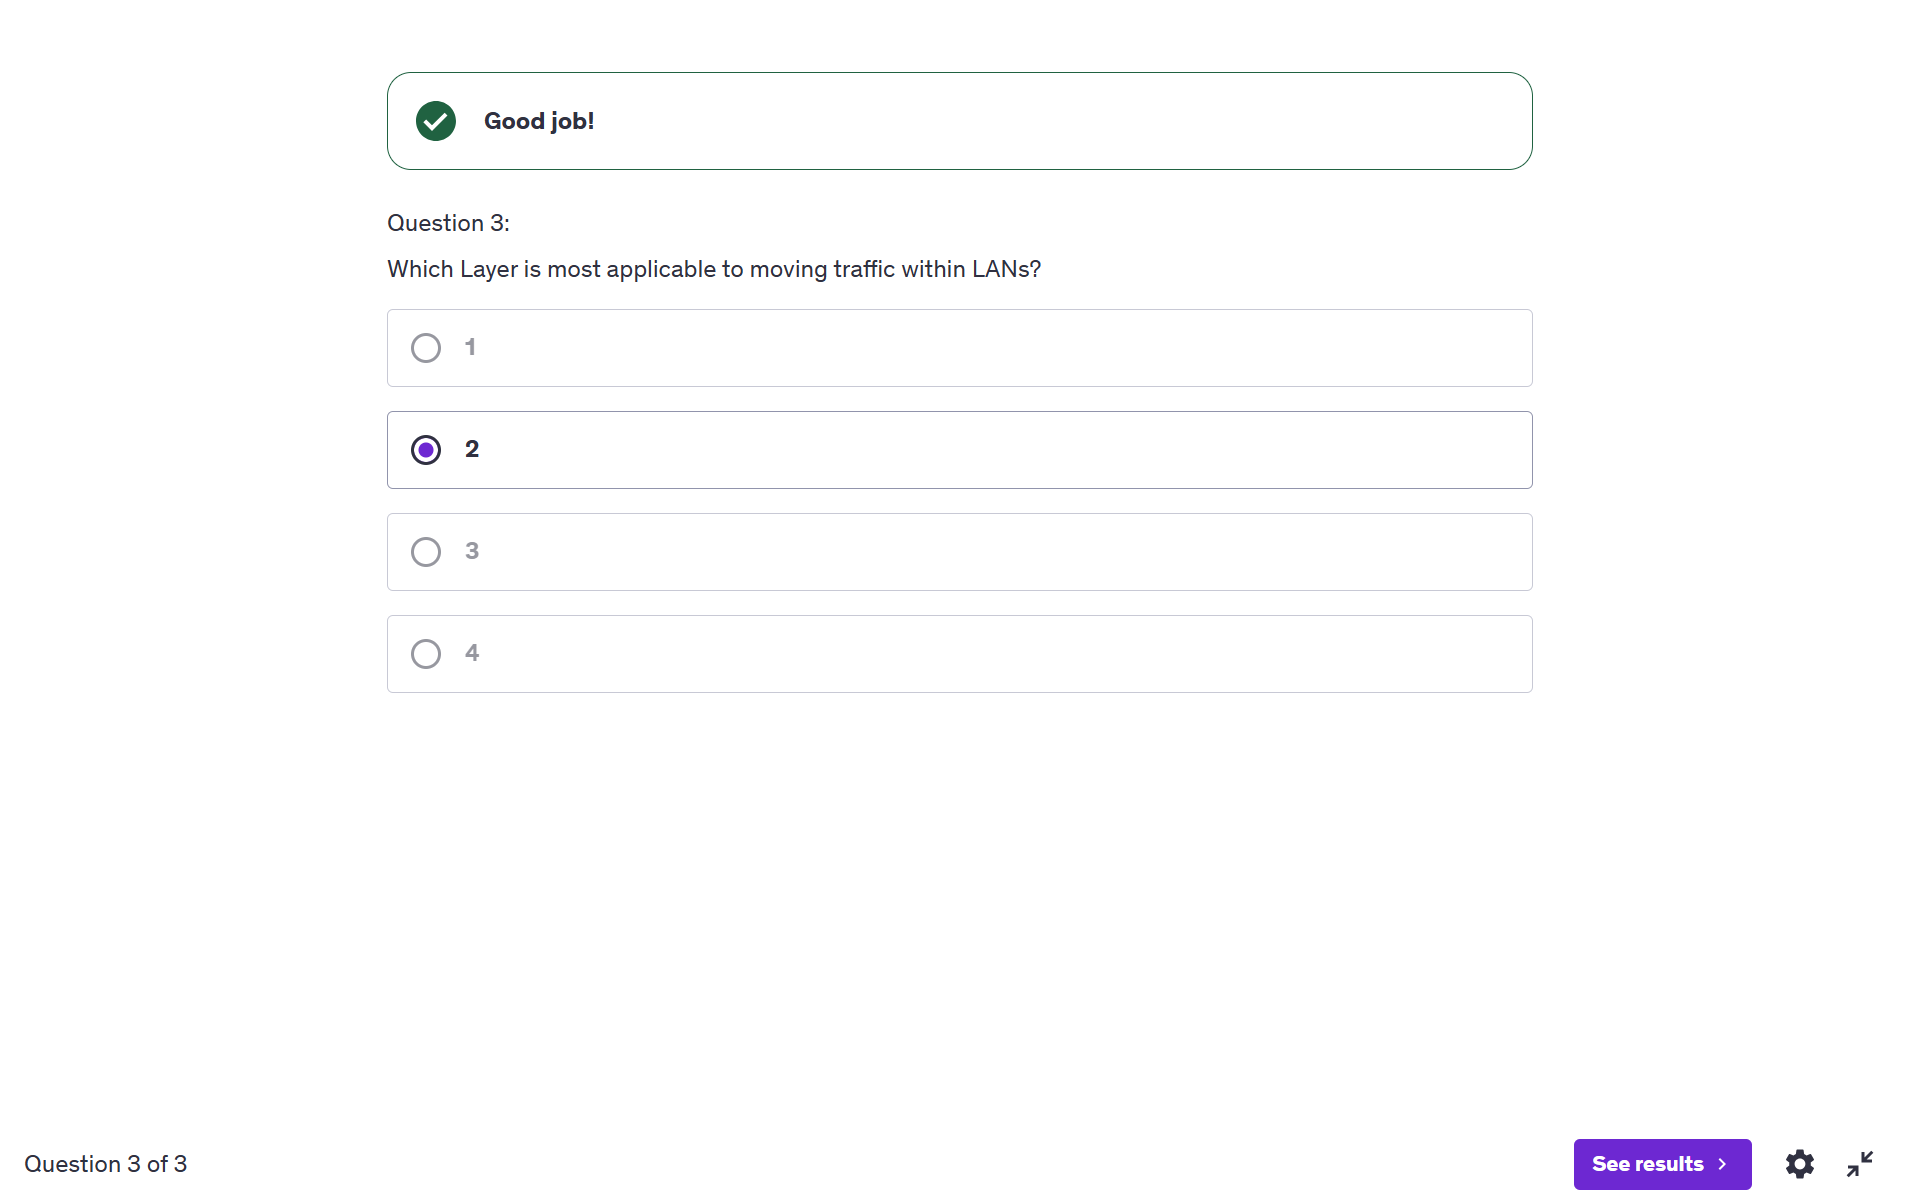 Good job!
Question 3:
Which Layer is most applicable to moving traffic within LANs?
1
2
3
4
Question 3 of 3
See results